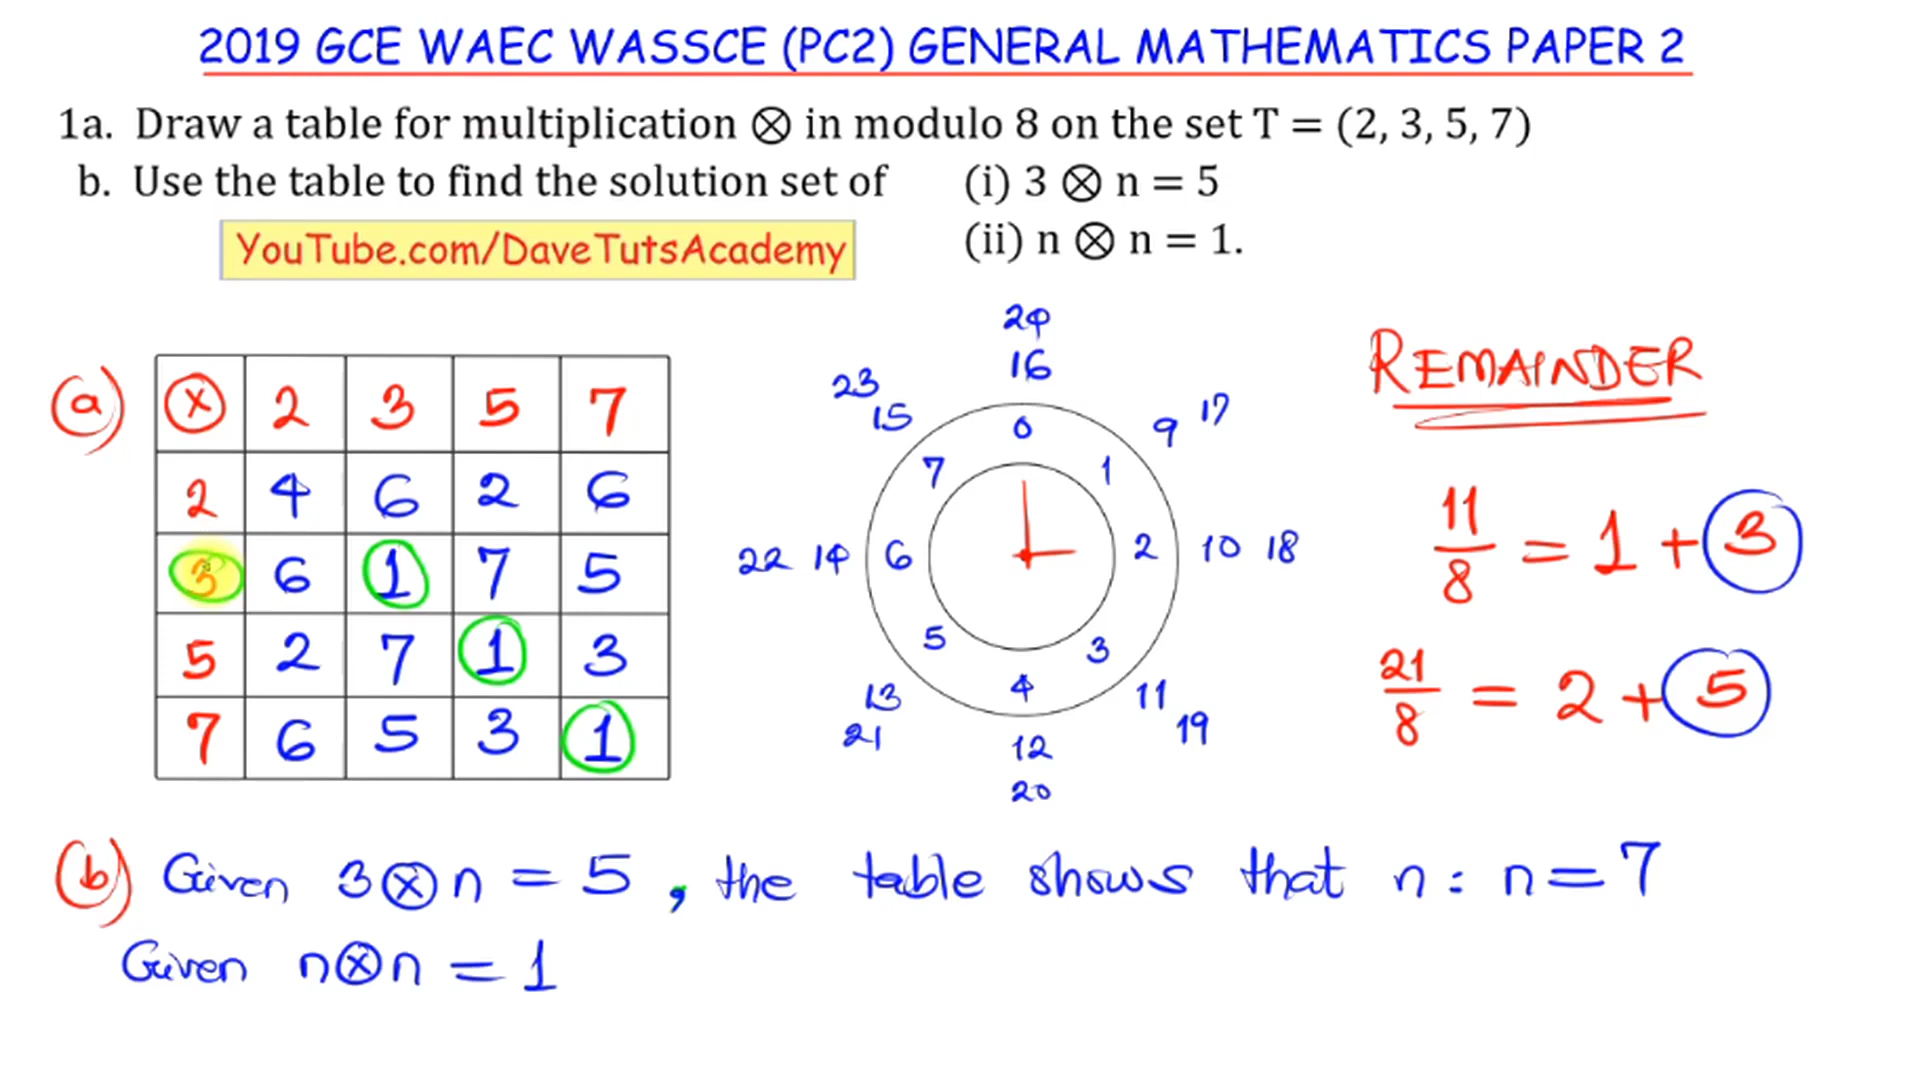 2019 GCE WAEC WASSCE (PC2) GENERAL MATHEMATICS PAPER 2
1a. Draw a table for multiplication ⊗ in modulo 8 on the set T = (2, 3, 5, 7)
b. Use the table to find the solution set of (i) 3 ⊗ n = 5
(ii) n ⊗ n = 1.
YouTube.com/DaveTutsAcademy
(a)
⊗ 2 3 5 7
2 4 6 2 6
3 6 1 7 5
5 2 7 1 3
7 6 5 3 1
24
16
23 15 0 9 17
7 1
22 14 6 2 10 18
5 3
13 4 11
21 12 19
20
REMAINDER
11/8 = 1 + 3
21/8 = 2 + 5
(b) Given 3 ⊗ n = 5, the table shows that n : n = 7
Given n ⊗ n = 1